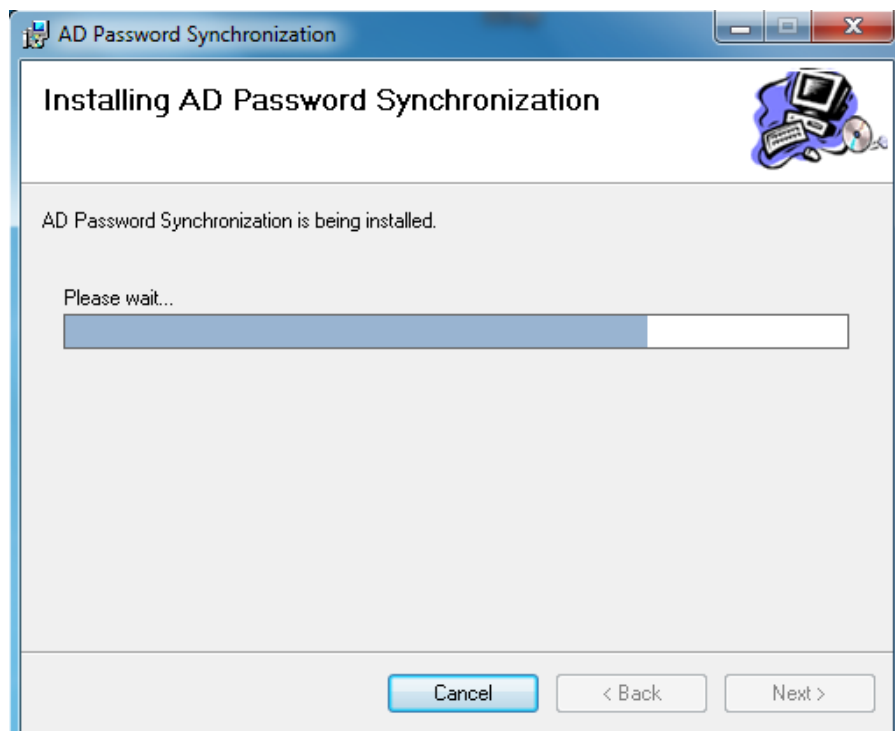 AD Password Synchronization
Installing AD Password Synchronization
AD Password Synchronization is being installed.
Please wait...
Cancel
< Back
Next >